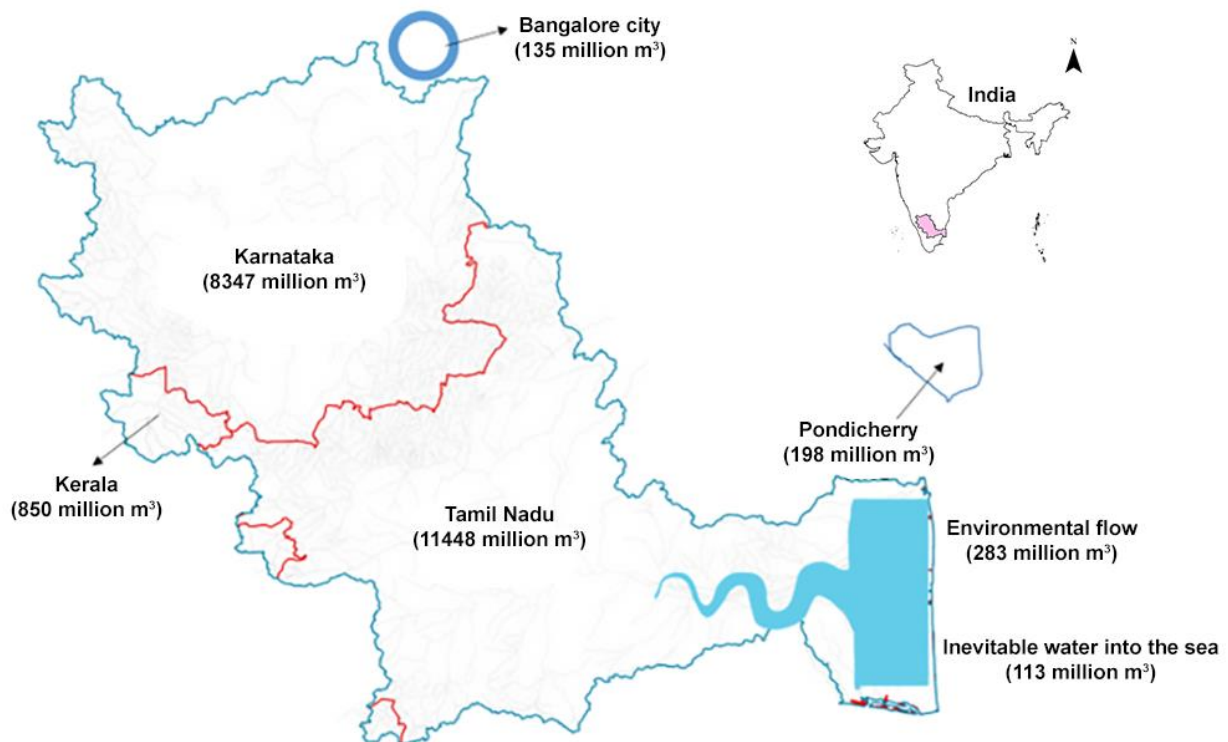 Bangalore city
(135 million m³)
N
India
Karnataka
(8347 million m³)
Pondicherry
(198 million m³)
Kerala
(850 million m³)
Tamil Nadu
(11448 million m³)
Environmental flow
(283 million m³)
Inevitable water into the sea
(113 million m³)